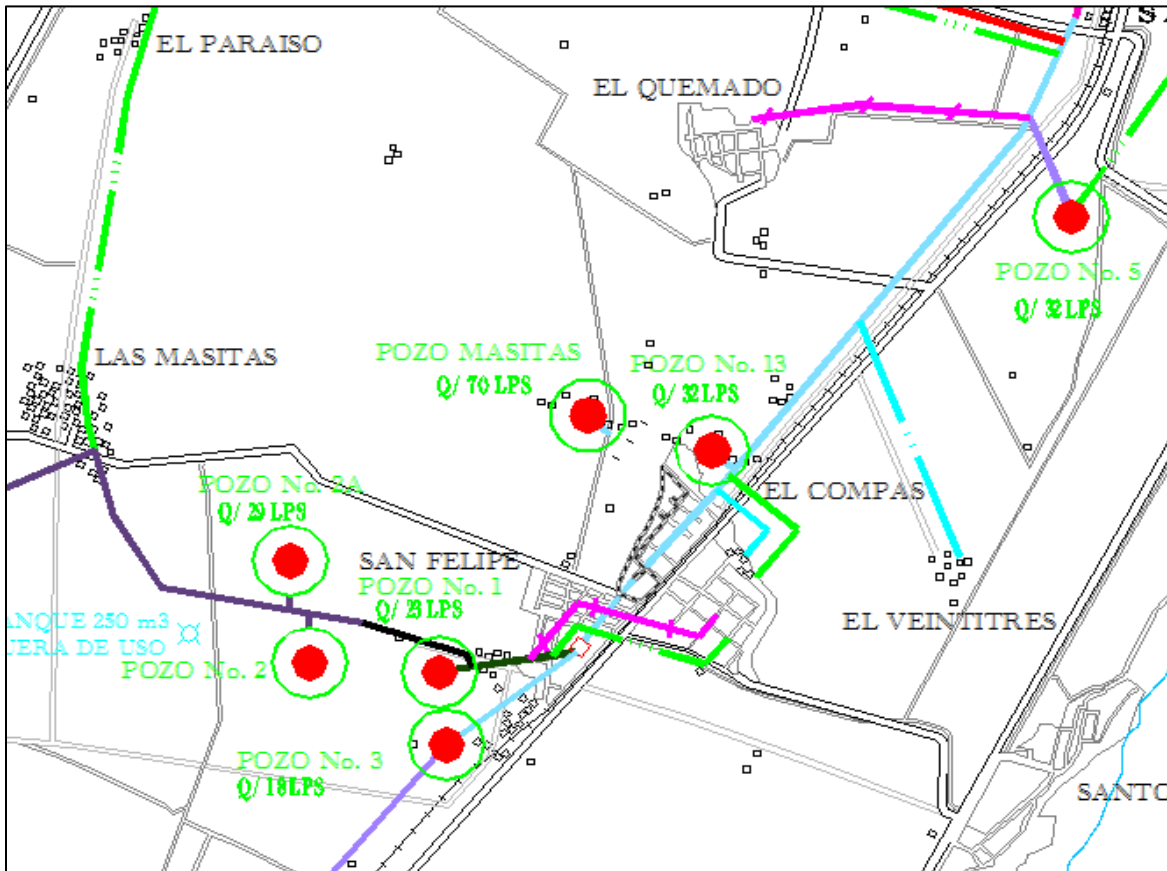 EL PARAISO
EL QUEMADO
POZO No. 5
Q/ 32 LPS
LAS MASITAS
POZO MASITAS
Q/ 70 LPS
POZO No. 13
Q/ 32 LPS
POZO No. 2A
Q/ 29 LPS
EL COMPAS
SAN FELIPE
POZO No. 1
Q/ 23 LPS
ANQUE 250 m3
UERA DE USO
POZO No. 2
EL VEINTITRES
POZO No. 3
Q/ 18 LPS
SANTO